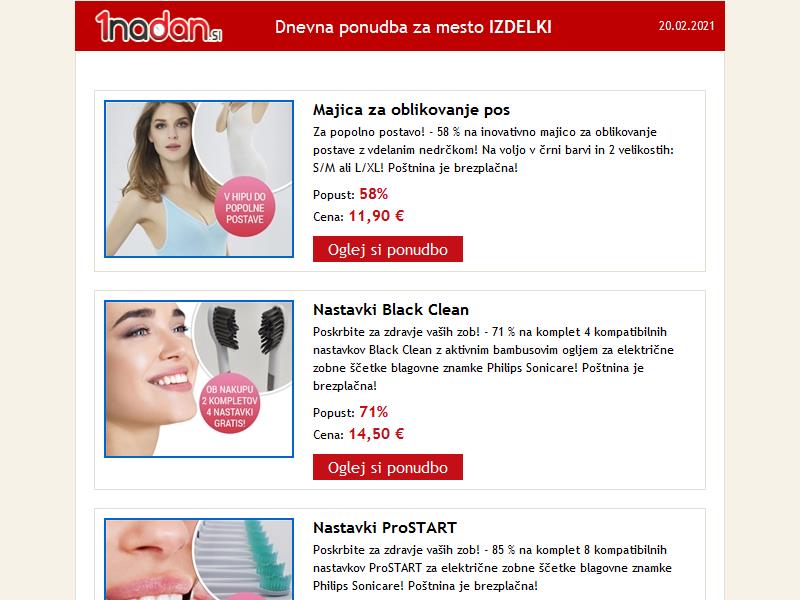 1nadan.si
Dnevna ponudba za mesto IZDELKI
20.02.2021
Majica za oblikovanje pos
Za popolno postavo! - 58 % na inovativno majico za oblikovanje
postave z vdelanim nedrčkom! Na voljo v črni barvi in 2 velikostih:
S/M ali L/XL! Poštnina je brezplačna!
Popust: 58%
Cena: 11,90 €
Oglej si ponudbo
V HIPU DO
POPOLNE
POSTAVE
Nastavki Black Clean
Poskrbite za zdravje vaših zob! - 71 % na komplet 4 kompatibilnih
nastavkov Black Clean z aktivnim bambusovim ogljem za električne
zobne ščetke blagovne znamke Philips Sonicare! Poštnina je
brezplačna!
Popust: 71%
Cena: 14,50 €
Oglej si ponudbo
OB NAKUPU
2 KOMPLETOV
4 NASTAVKI
GRATIS!
Nastavki ProSTART
Poskrbite za zdravje vaših zob! - 85 % na komplet 8 kompatibilnih
nastavkov ProSTART za električne zobne ščetke blagovne znamke
Philips Sonicare! Poštnina je brezplačna!